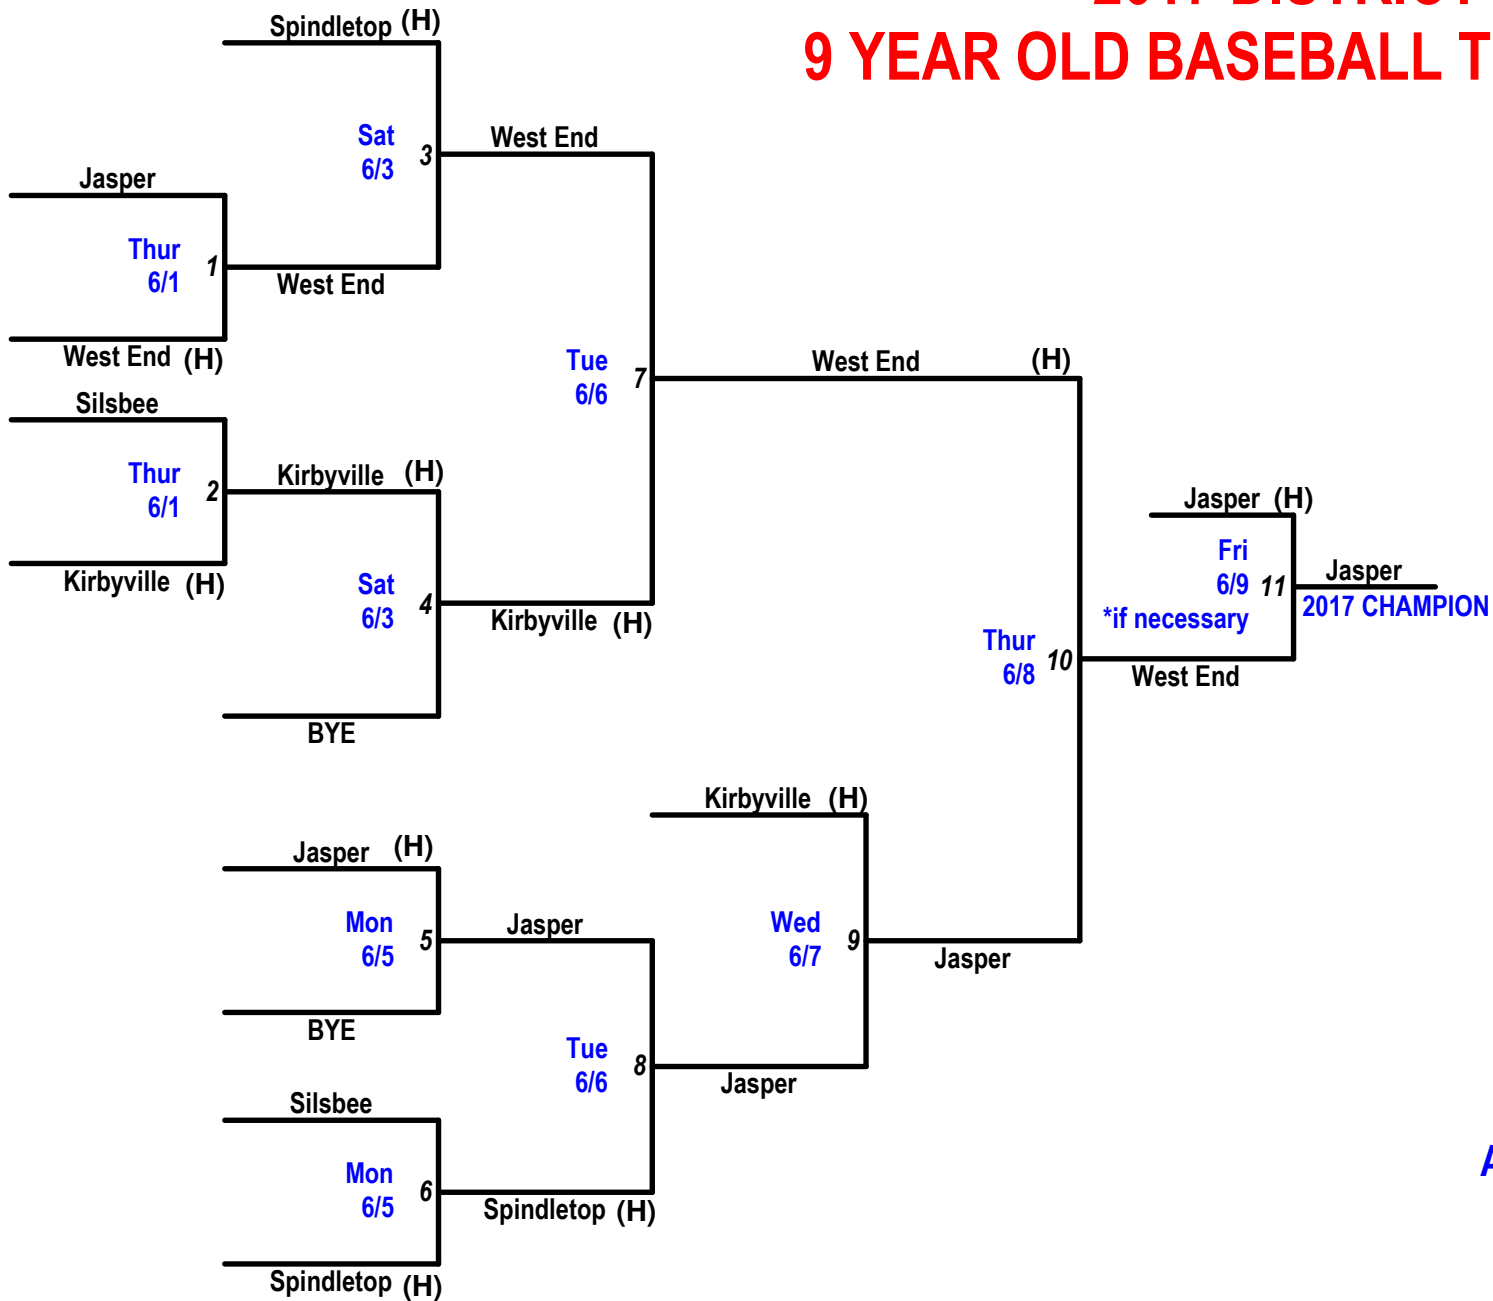 2017 DISTRICT
9 YEAR OLD BASEBALL T
Spindletop (H)
Sat
6/3
3
West End
Jasper
Thur
6/1
1
West End
West End (H)
Silsbee
Thur
6/1
2
Kirbyville (H)
Kirbyville (H)
Sat
6/3
4
Kirbyville (H)
BYE
Tue
6/6
7
West End (H)
Jasper (H)
Fri
6/9
*if necessary
11
Jasper
2017 CHAMPION
Thur
6/8
10
West End
Kirbyville (H)
Jasper (H)
Mon
6/5
5
Jasper
BYE
Wed
6/7
9
Jasper
Tue
6/6
8
Jasper
Silsbee
Mon
6/5
6
Spindletop (H)
Spindletop (H)
A